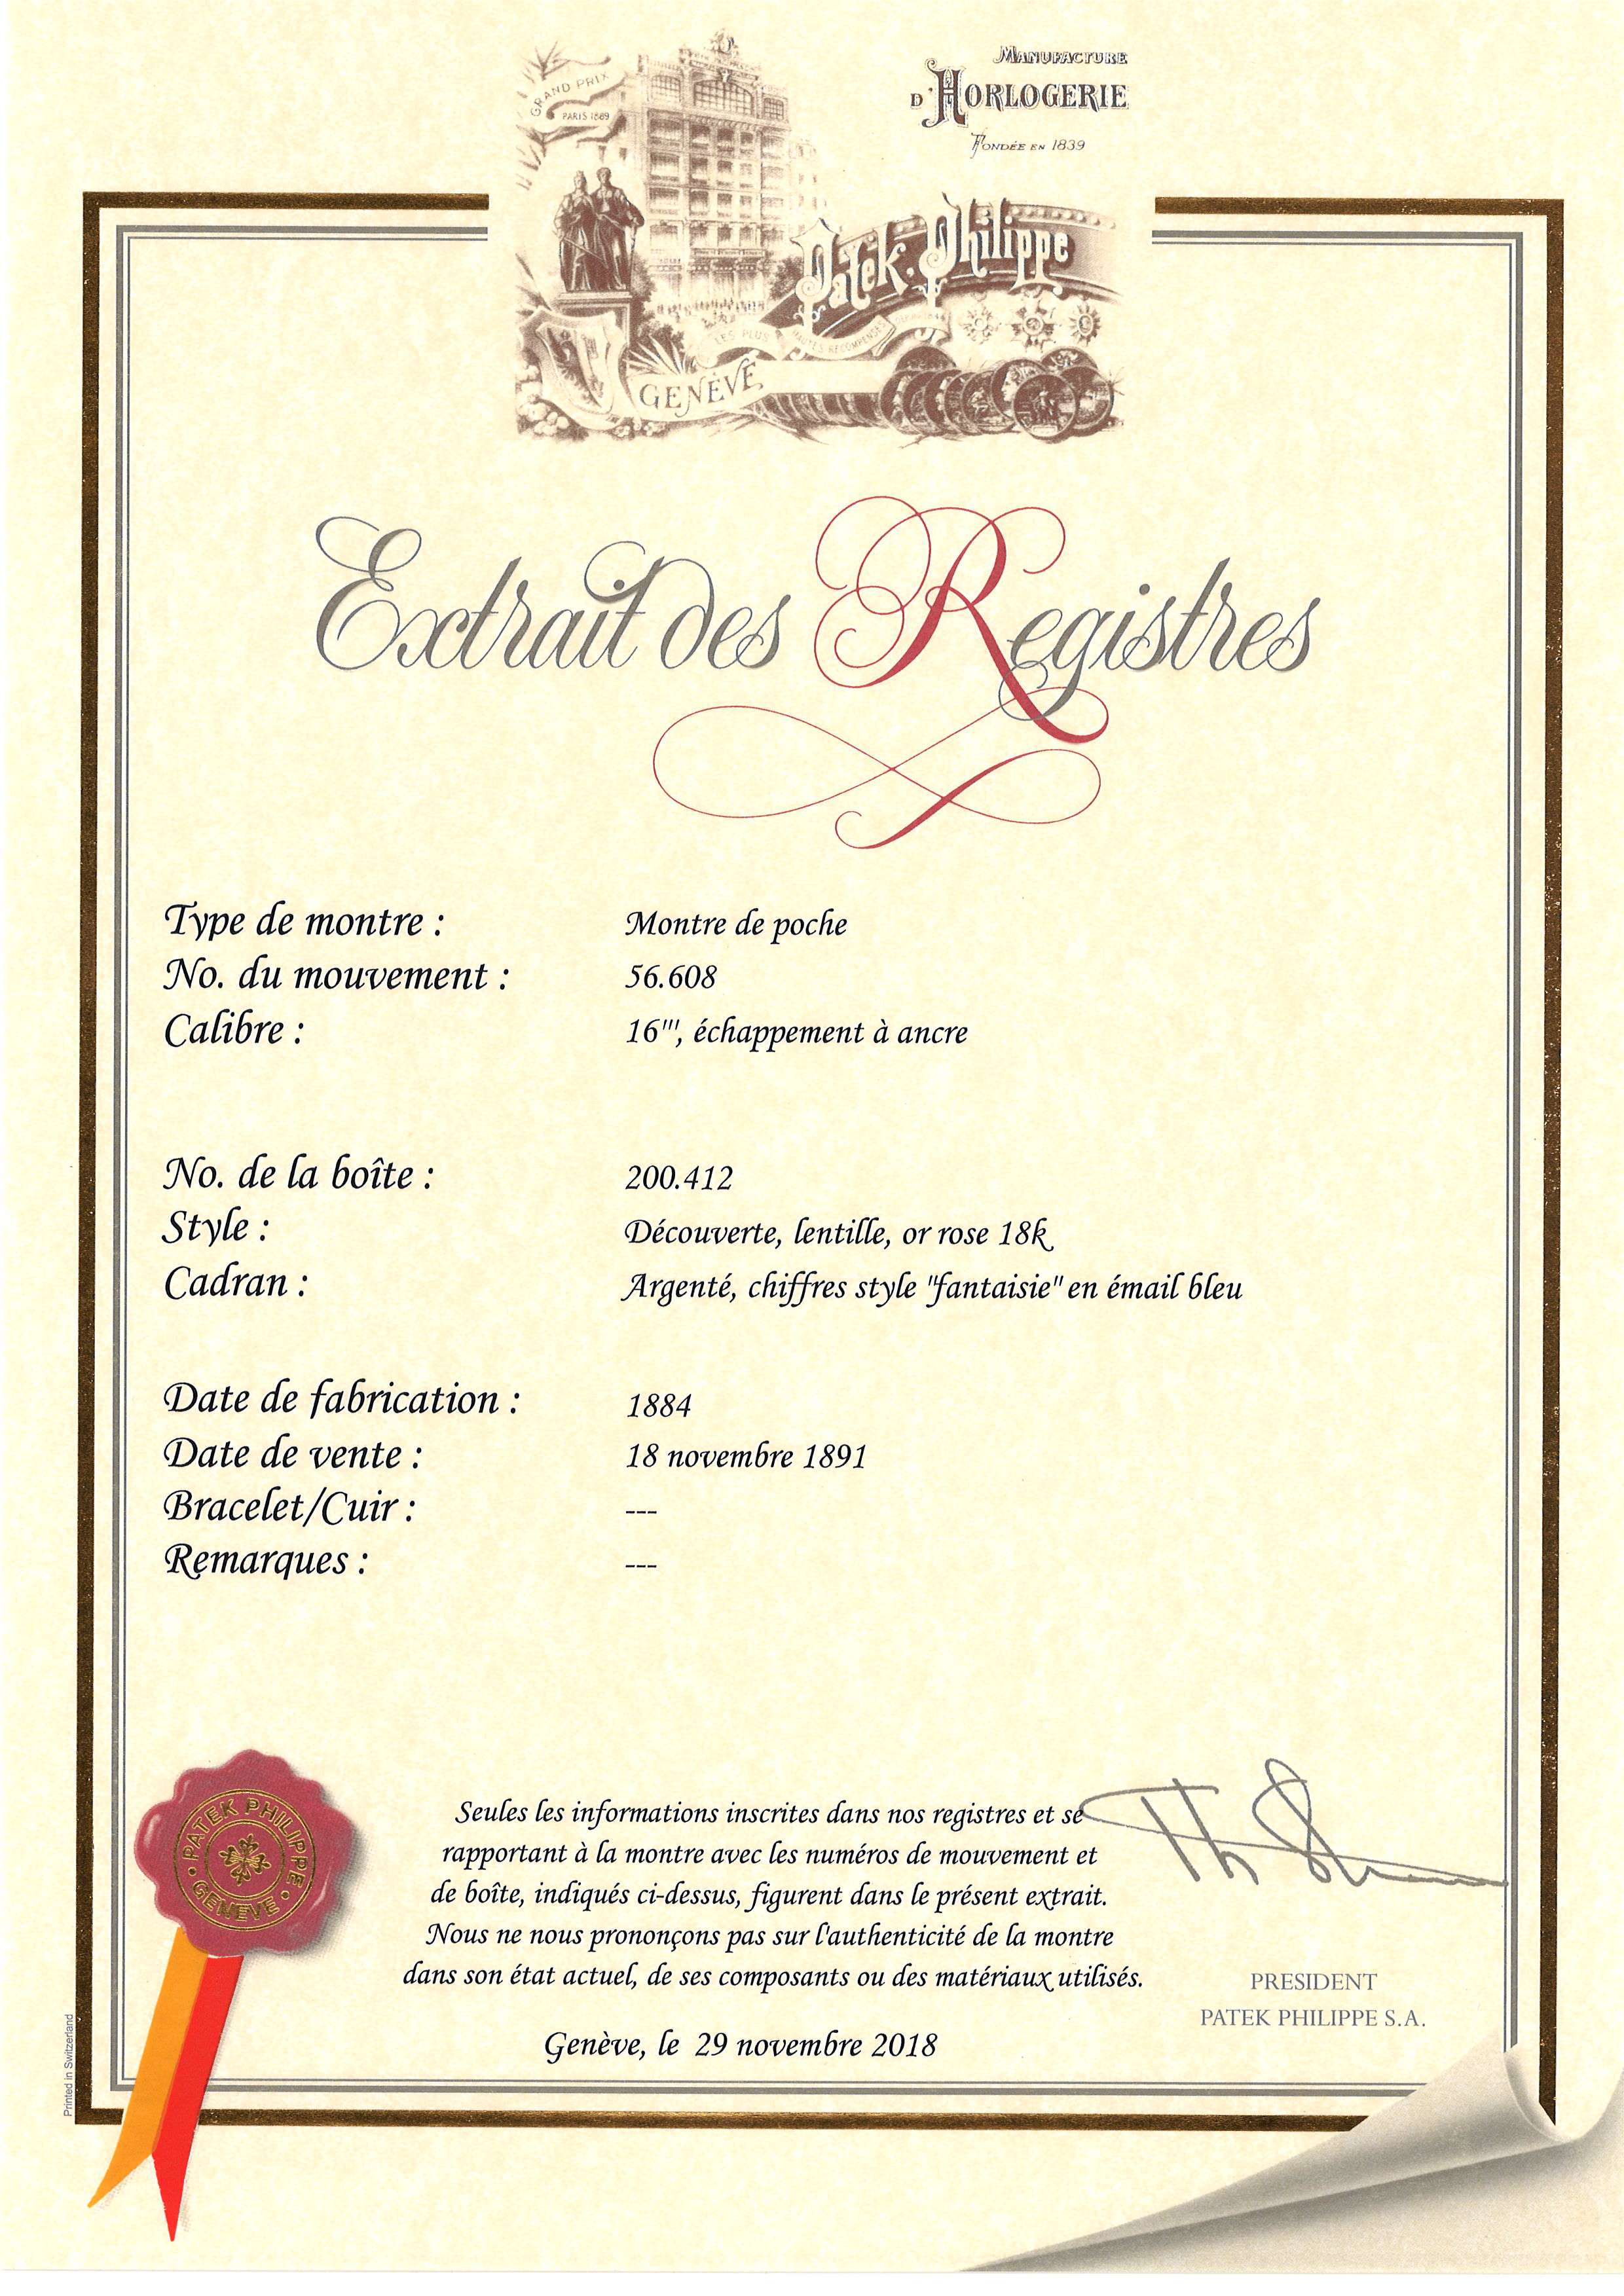 GRAND PRIX
PARIS 1889
MANUFACTURE
D'HORLOGERIE
FONDÉE EN 1839
Patek Philippe
LES PLUS HAUTES RECOMPENSES
GENÈVE
Extrait des Registres
Type de montre : Montre de poche
No. du mouvement : 56.608
Calibre : 16''', échappement à ancre
No. de la boîte : 200.412
Style : Découverte, lentille, or rose 18k
Cadran : Argenté, chiffres style "fantaisie" en émail bleu
Date de fabrication : 1884
Date de vente : 18 novembre 1891
Bracelet/Cuir : ---
Remarques : ---
PATEK PHILIPPE
GENEVE
Seules les informations inscrites dans nos registres et se
rapportant à la montre avec les numéros de mouvement et
de boîte, indiqués ci-dessus, figurent dans le présent extrait.
Nous ne nous prononçons pas sur l'authenticité de la montre
dans son état actuel, de ses composants ou des matériaux utilisés.
Genève, le 29 novembre 2018
PRESIDENT
PATEK PHILIPPE S.A.
Printed in Switzerland